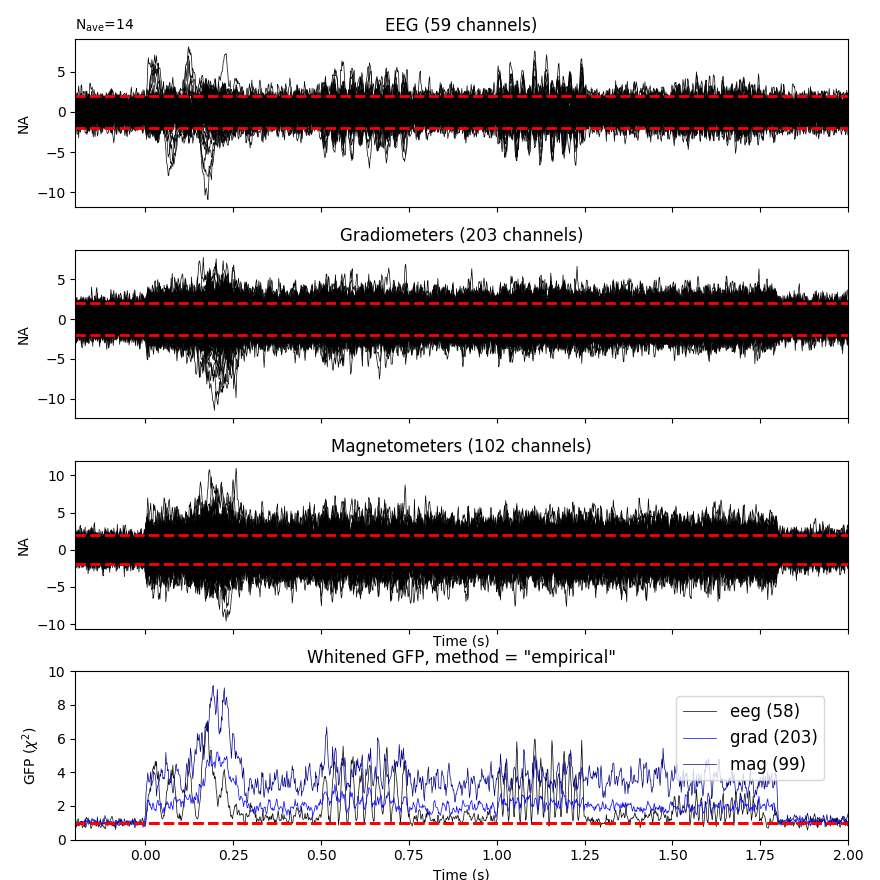 N_ave=14
EEG (59 channels)
NA
5
0
−5
−10
Gradiometers (203 channels)
NA
5
0
−5
−10
Magnetometers (102 channels)
NA
10
5
0
−5
−10
Time (s)
Whitened GFP, method = "empirical"
GFP (χ²)
10
8
6
4
2
0
eeg (58)
grad (203)
mag (99)
0.00 0.25 0.50 0.75 1.00 1.25 1.50 1.75 2.00
Time (s)